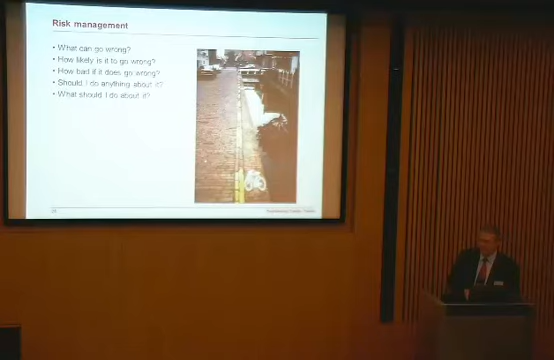 Risk management
• What can go wrong?
• How likely is it to go wrong?
• How bad if it does go wrong?
• Should I do anything about it?
• What should I do about it?